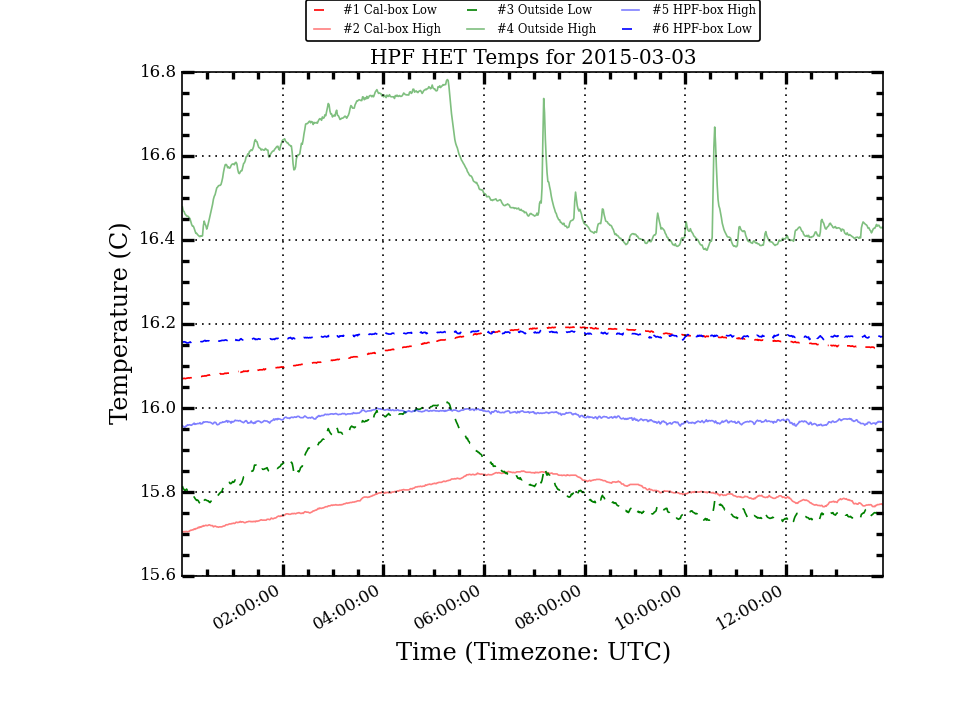 #1 Cal-box Low #3 Outside Low #5 HPF-box High
#2 Cal-box High #4 Outside High #6 HPF-box Low
HPF HET Temps for 2015-03-03
16.8
16.6
16.4
16.2
16.0
15.8
15.6
Temperature (C)
02:00:00 04:00:00 06:00:00 08:00:00 10:00:00 12:00:00
Time (Timezone: UTC)